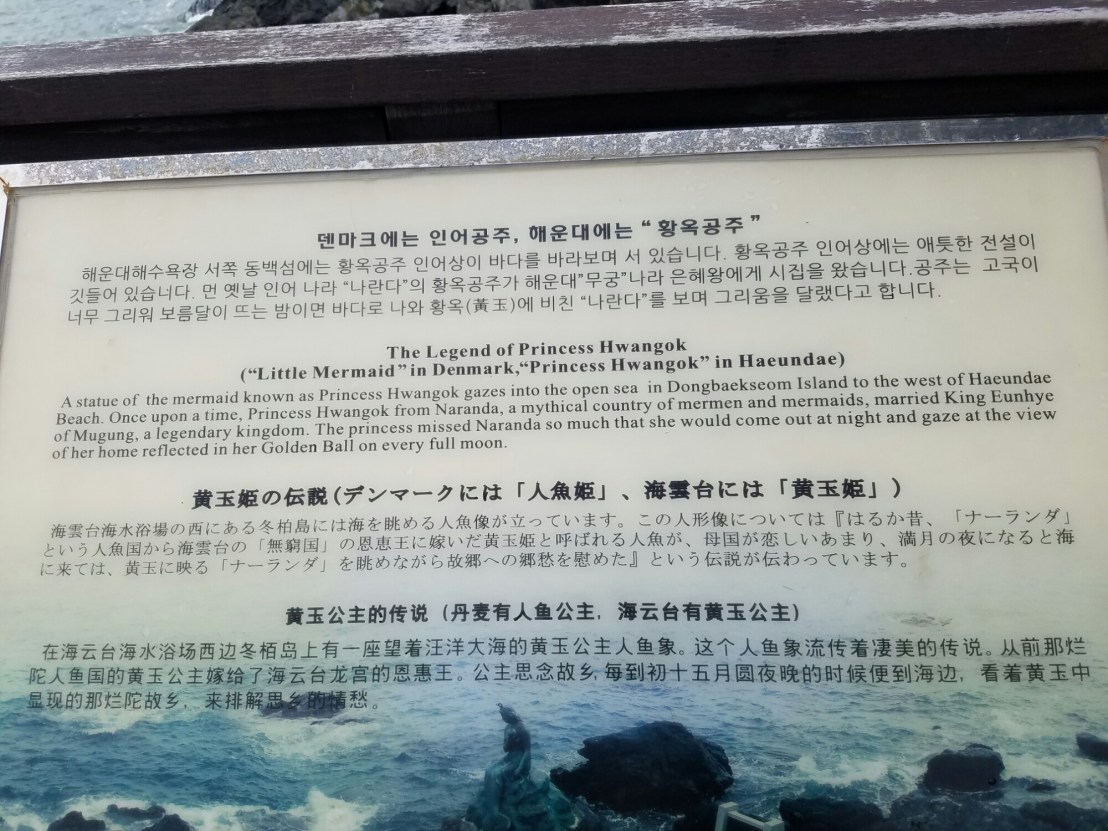 덴마크에는 인어공주, 해운대에는 “ 황옥공주 ”
해운대해수욕장 서쪽 동백섬에는 황옥공주 인어상이 바다를 바라보며 서 있습니다. 황옥공주 인어상에는 애틋한 전설이
깃들어 있습니다. 먼 옛날 인어 나라 “나란다”의 황옥공주가 해운대”무궁”나라 은혜왕에게 시집을 왔습니다.공주는 고국이
너무 그리워 보름달이 뜨는 밤이면 바다로 나와 황옥(黃玉)에 비친 “나란다”를 보며 그리움을 달랬다고 합니다.
The Legend of Princess Hwangok
(“Little Mermaid” in Denmark,“Princess Hwangok” in Haeundae)
A statue of the mermaid known as Princess Hwangok gazes into the open sea in Dongbaekseom Island to the west of Haeundae
Beach. Once upon a time, Princess Hwangok from Naranda, a mythical country of mermen and mermaids, married King Eunhye
of Mugung, a legendary kingdom. The princess missed Naranda so much that she would come out at night and gaze at the view
of her home reflected in her Golden Ball on every full moon.
黄玉姫の伝説(デンマークには「人魚姫」、海雲台には「黄玉姫」)
海雲台海水浴場の西にある冬柏島には海を眺める人魚像が立っています。この人形像については『はるか昔、「ナーランダ」
という人魚国から海雲台の「無窮国」の恩恵王に嫁いだ黄玉姫と呼ばれる人魚が、母国が恋しいあまり、満月の夜になると海
に来ては、黄玉に映る「ナーランダ」を眺めながら故郷への郷愁を慰めた』という伝説が伝わっています。
黄玉公主的传说（丹麦有人鱼公主，海云台有黄玉公主）
在海云台海水浴场西边冬栢岛上有一座望着汪洋大海的黄玉公主人鱼象。这个人鱼象流传着凄美的传说。从前那烂
陀人鱼国的黄玉公主嫁给了海云台龙宫的恩惠王。公主思念故乡,每到初十五月圆夜晚的时候便到海边，看着黄玉中
显现的那烂陀故乡，来排解思乡的情愁。